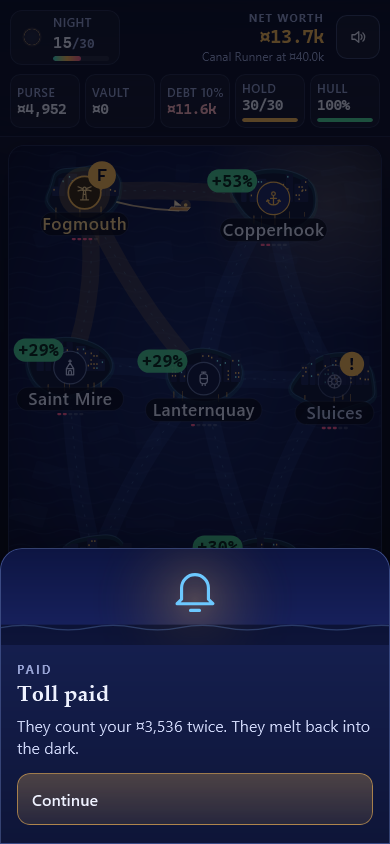 NIGHT
15/30
NET WORTH
¤13.7k
Canal Runner at ¤40.0k
PURSE
¤4,952
VAULT
¤0
DEBT 10%
¤11.6k
HOLD
30/30
HULL
100%
F
+53%
Fogmouth
Copperhook
+29%
+29%
!
Saint Mire
Lanternquay
Sluices
+30%
PAID
Toll paid
They count your ¤3,536 twice. They melt back into
the dark.
Continue